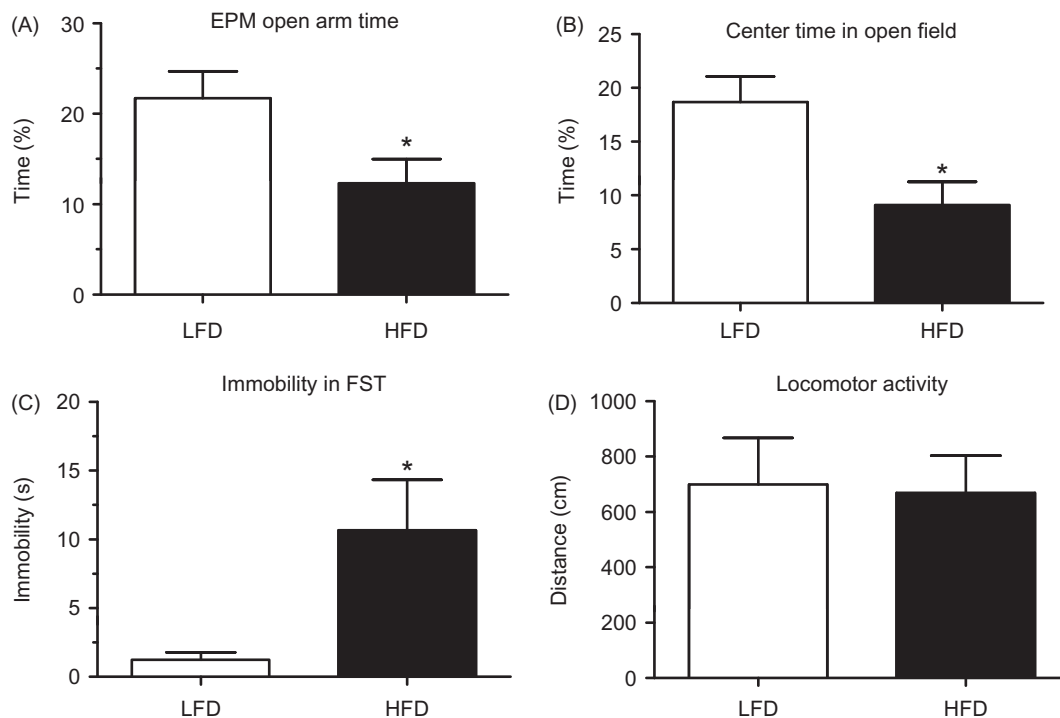 (A) EPM open arm time
30
20
10
0
Time (%)
*
LFD HFD
(B) Center time in open field
25
20
15
10
5
0
Time (%)
*
LFD HFD
(C) Immobility in FST
20
15
10
5
0
Immobility (s)
*
LFD HFD
(D) Locomotor activity
1000
800
600
400
200
0
Distance (cm)
LFD HFD